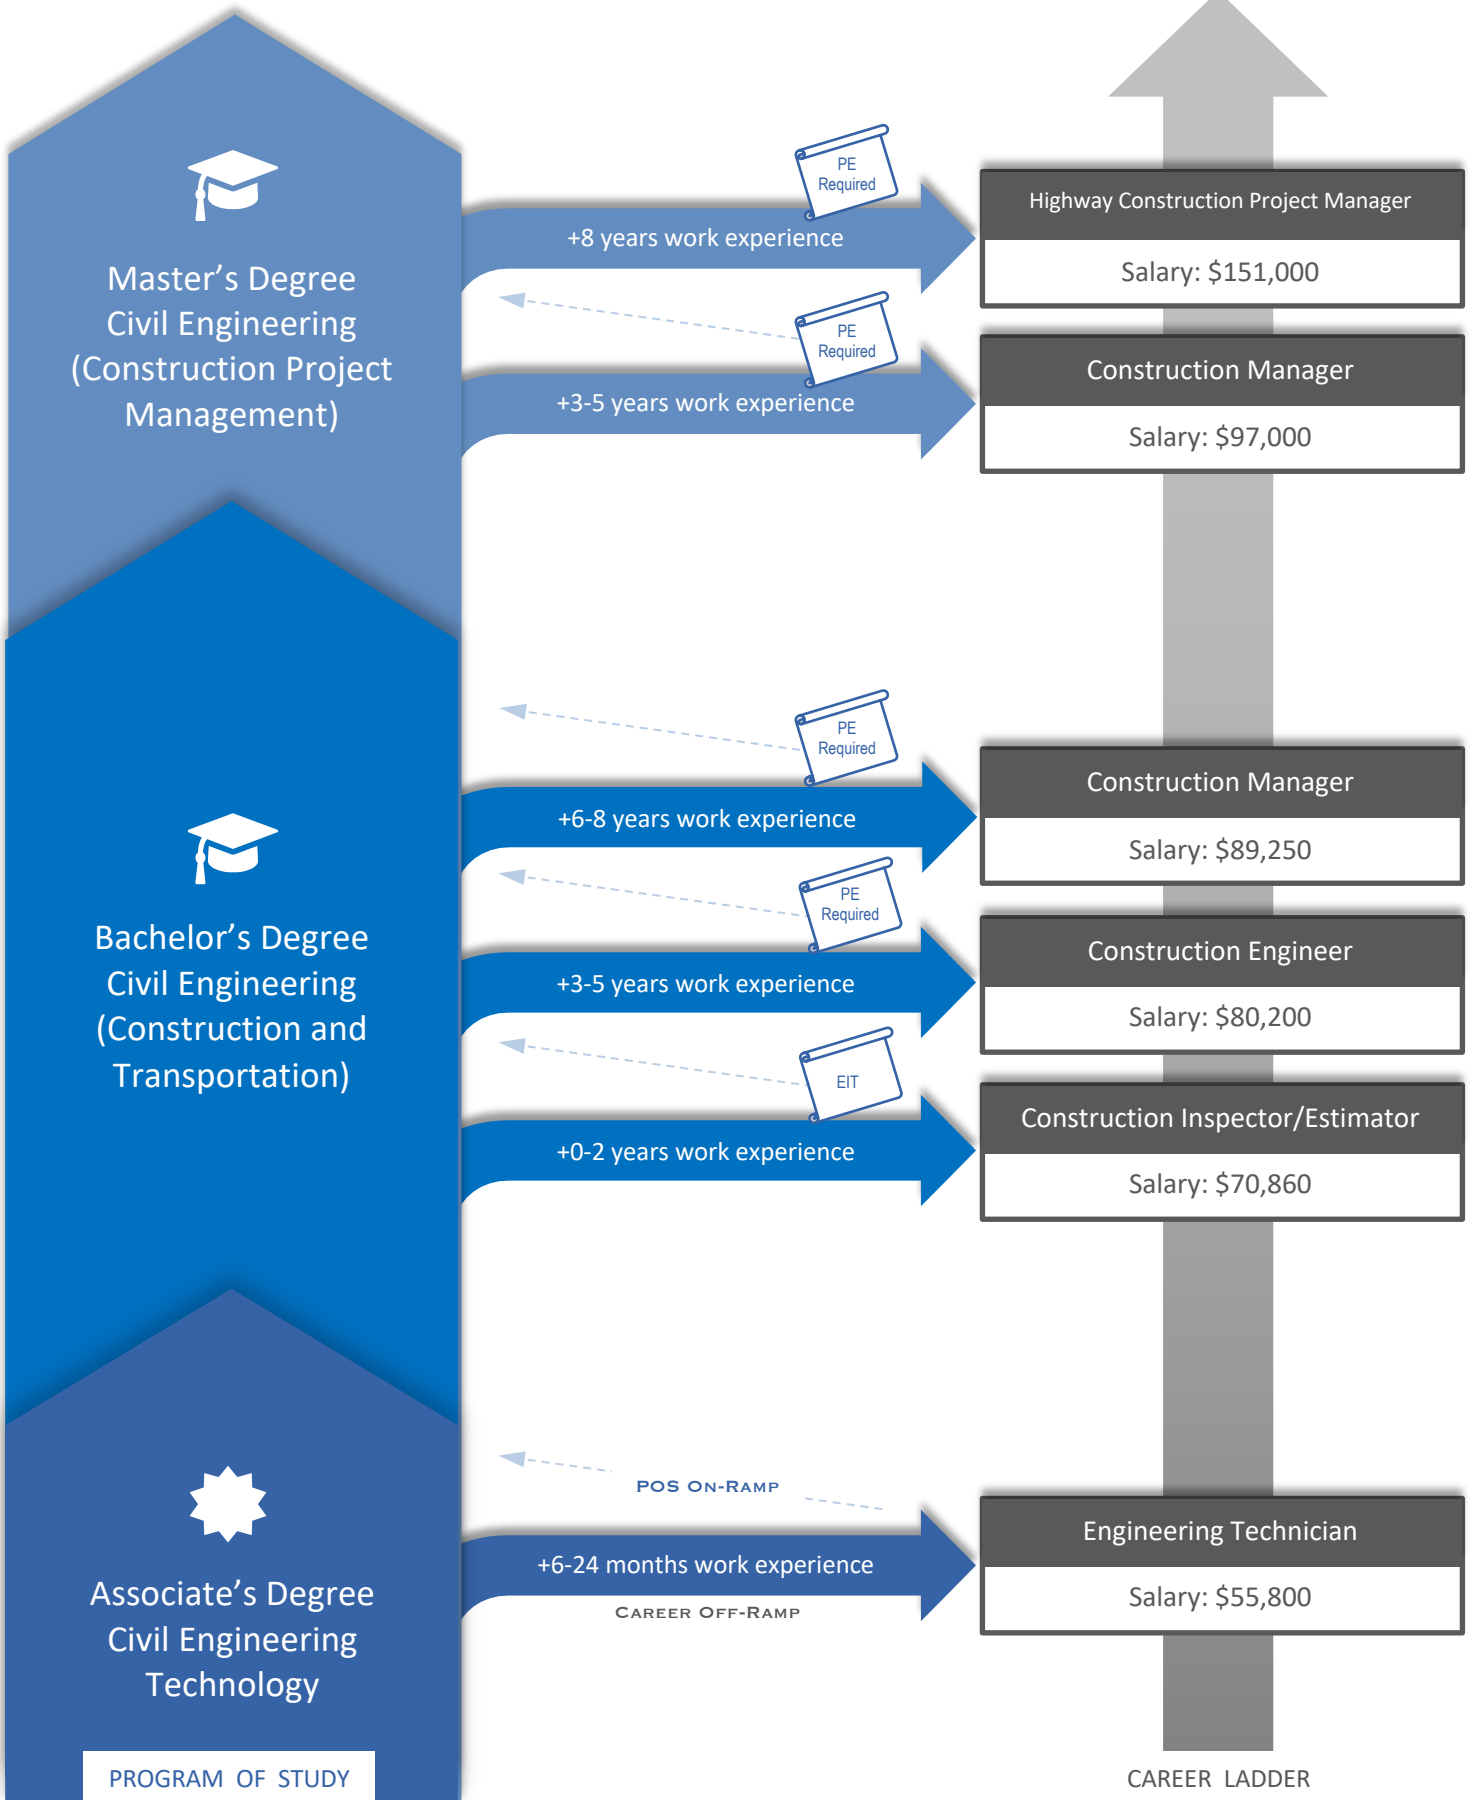 PE
Required
Highway Construction Project Manager
+8 years work experience
Salary: $151,000
Master’s Degree
Civil Engineering
(Construction Project
Management)
PE
Required
Construction Manager
+3-5 years work experience
Salary: $97,000
PE
Required
Construction Manager
+6-8 years work experience
Salary: $89,250
PE
Required
Bachelor’s Degree
Civil Engineering
(Construction and
Transportation)
Construction Engineer
+3-5 years work experience
Salary: $80,200
EIT
Construction Inspector/Estimator
+0-2 years work experience
Salary: $70,860
POS On-Ramp
Engineering Technician
+6-24 months work experience
Salary: $55,800
Career Off-Ramp
Associate’s Degree
Civil Engineering
Technology
PROGRAM OF STUDY
CAREER LADDER